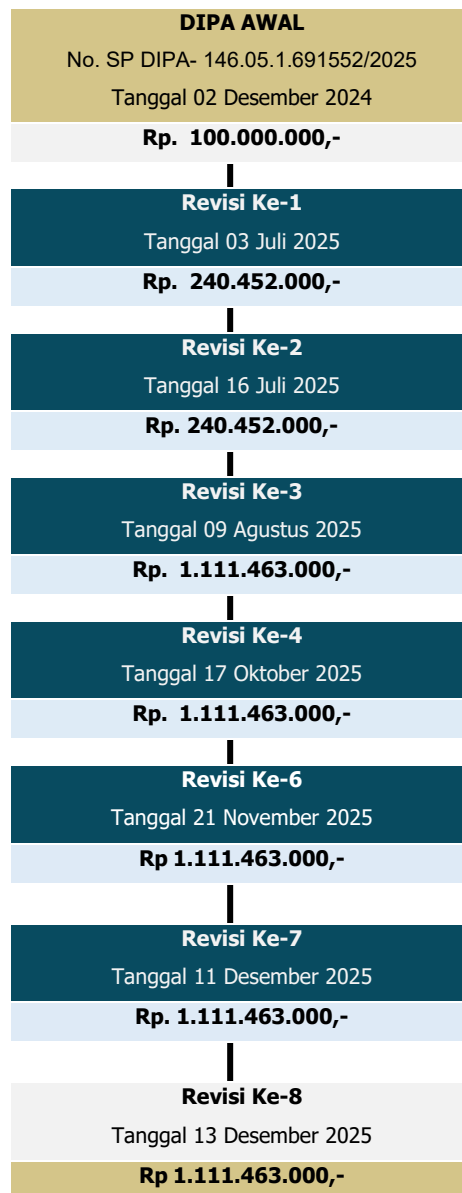 DIPA AWAL
No. SP DIPA- 146.05.1.691552/2025
Tanggal 02 Desember 2024
Rp. 100.000.000,-
Revisi Ke-1
Tanggal 03 Juli 2025
Rp. 240.452.000,-
Revisi Ke-2
Tanggal 16 Juli 2025
Rp. 240.452.000,-
Revisi Ke-3
Tanggal 09 Agustus 2025
Rp. 1.111.463.000,-
Revisi Ke-4
Tanggal 17 Oktober 2025
Rp. 1.111.463.000,-
Revisi Ke-6
Tanggal 21 November 2025
Rp 1.111.463.000,-
Revisi Ke-7
Tanggal 11 Desember 2025
Rp. 1.111.463.000,-
Revisi Ke-8
Tanggal 13 Desember 2025
Rp 1.111.463.000,-